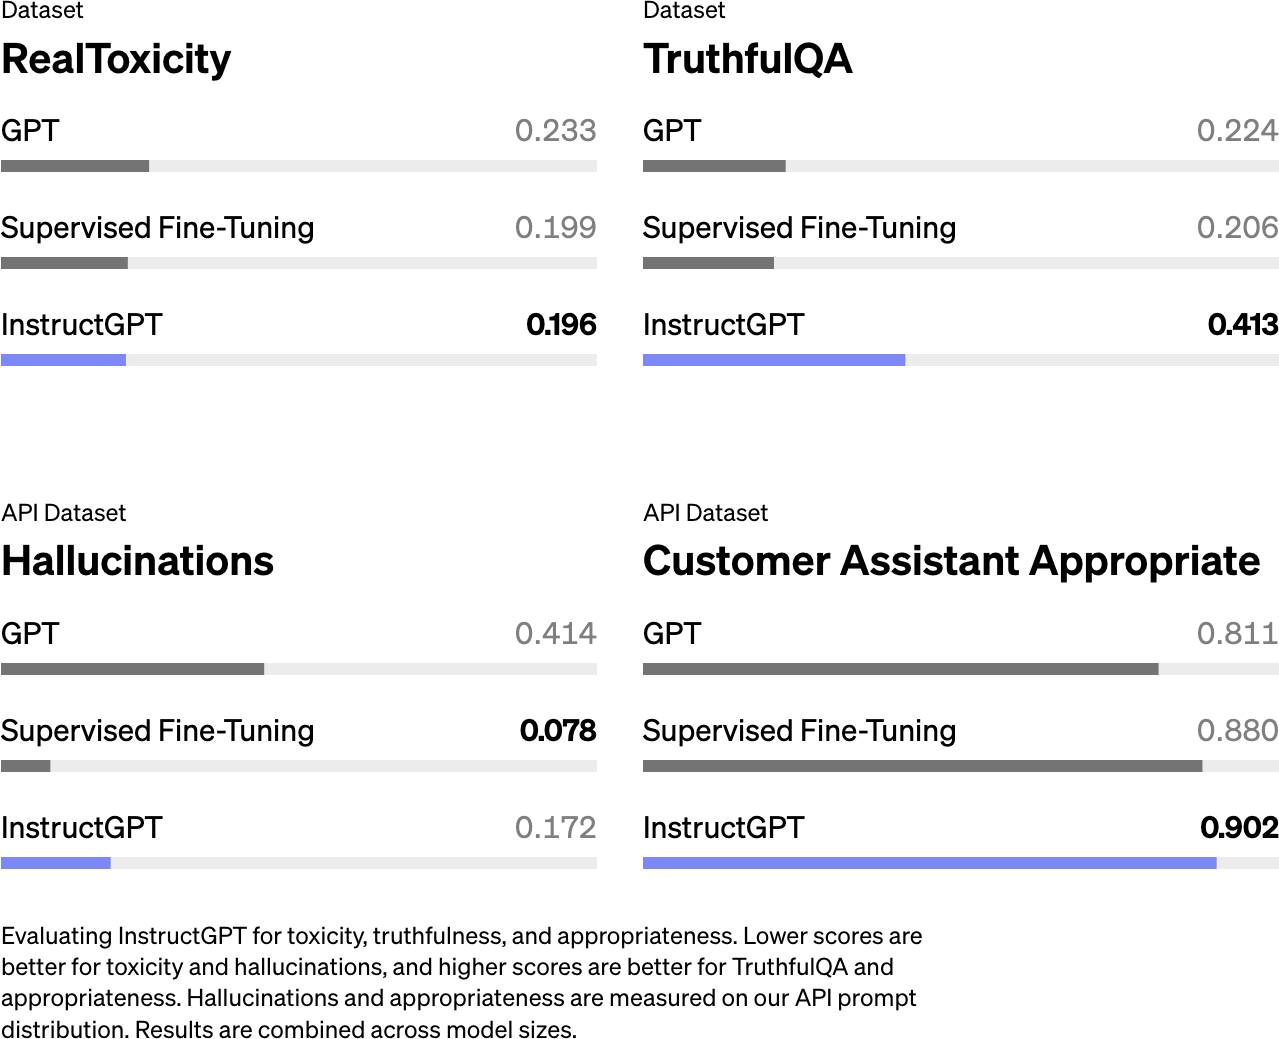 Dataset
RealToxicity
GPT 0.233
Supervised Fine-Tuning 0.199
InstructGPT 0.196
Dataset
TruthfulQA
GPT 0.224
Supervised Fine-Tuning 0.206
InstructGPT 0.413
API Dataset
Hallucinations
GPT 0.414
Supervised Fine-Tuning 0.078
InstructGPT 0.172
API Dataset
Customer Assistant Appropriate
GPT 0.811
Supervised Fine-Tuning 0.880
InstructGPT 0.902
Evaluating InstructGPT for toxicity, truthfulness, and appropriateness. Lower scores are
better for toxicity and hallucinations, and higher scores are better for TruthfulQA and
appropriateness. Hallucinations and appropriateness are measured on our API prompt
distribution. Results are combined across model sizes.